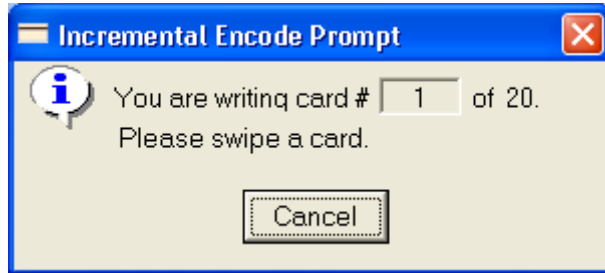 Incremental Encode Prompt
You are writing card # 1 of 20.
Please swipe a card.
Cancel